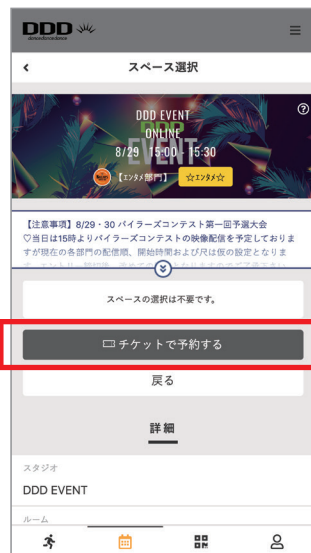 DDD
dancedancedance
スペース選択
DDD EVENT
ONLINE
8/29 15:00 - 15:30
【エンタメ部門】 ☆エンタメ☆
【注意事項】8/29・30 バイラーズコンテスト第一回予選大会
♡当日は15時よりバイラーズコンテストの映像配信を予定しておりま
すが現在の各部門の配信順、開始時間および尺は仮の設定となりま
スペースの選択は不要です。
チケットで予約する
戻る
詳細
スタジオ
DDD EVENT
ルーム